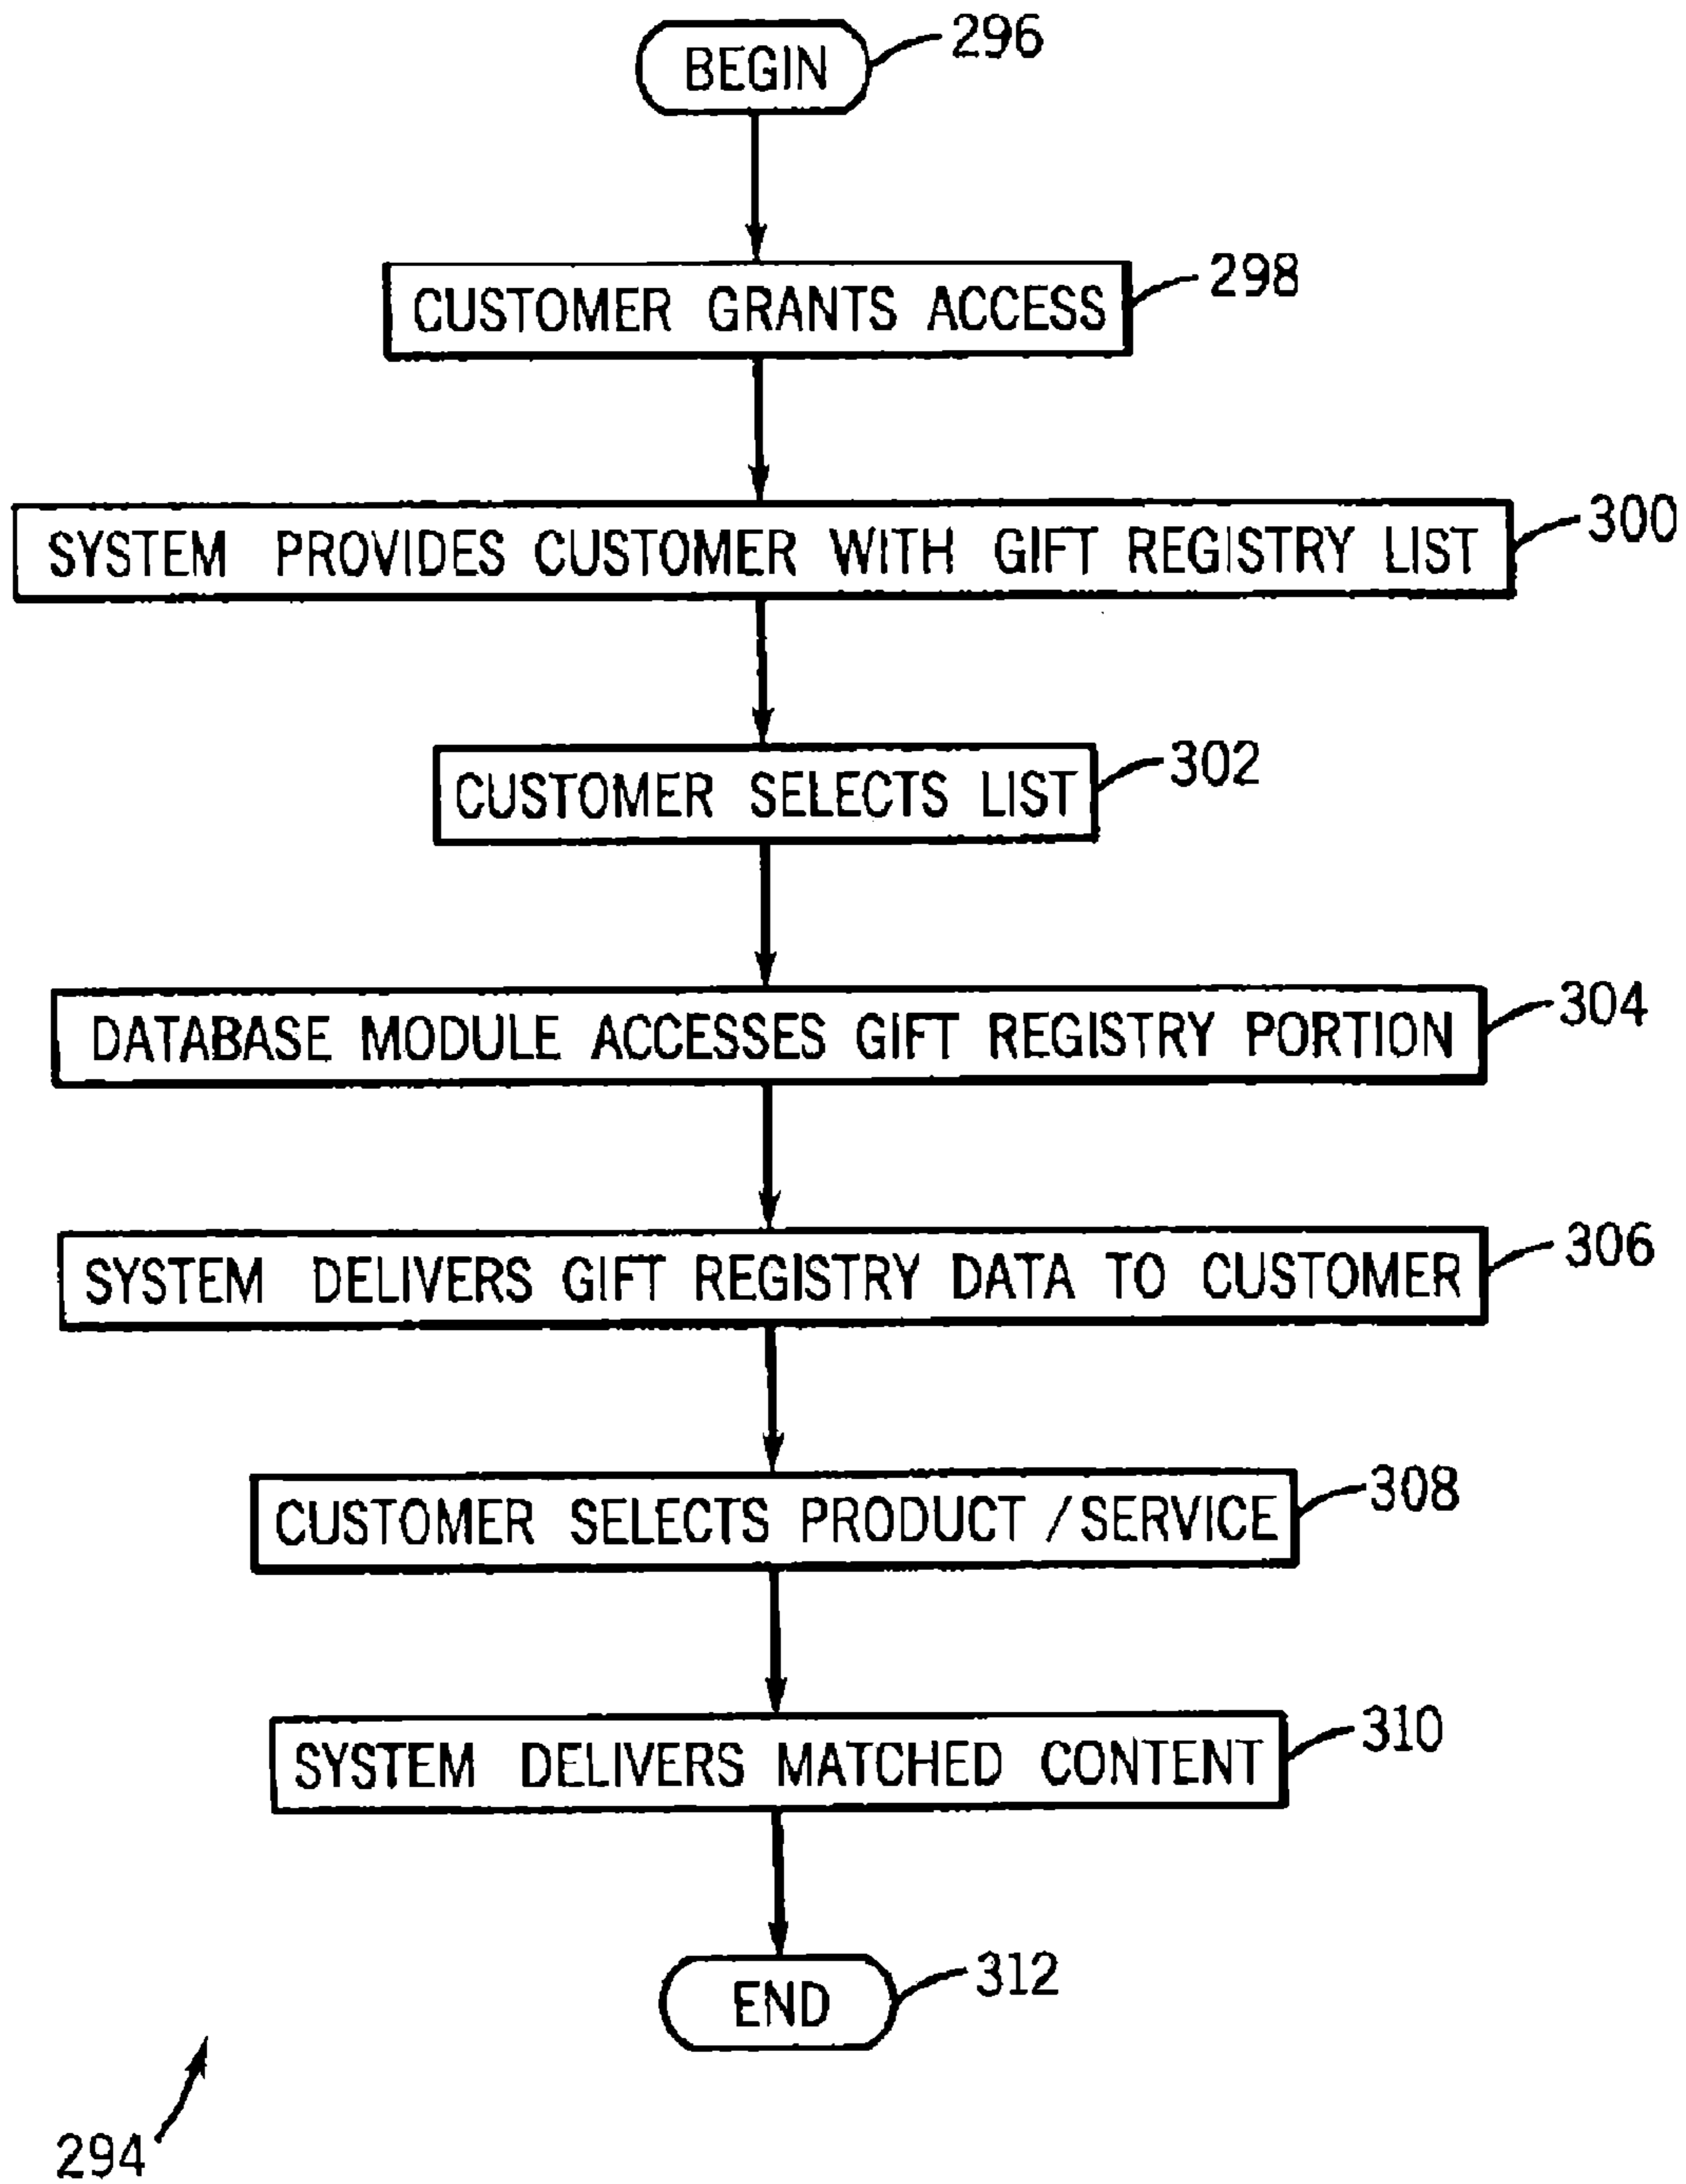 BEGIN
296
CUSTOMER GRANTS ACCESS
298
SYSTEM PROVIDES CUSTOMER WITH GIFT REGISTRY LIST
300
CUSTOMER SELECTS LIST
302
DATABASE MODULE ACCESSES GIFT REGISTRY PORTION
304
SYSTEM DELIVERS GIFT REGISTRY DATA TO CUSTOMER
306
CUSTOMER SELECTS PRODUCT /SERVICE
308
SYSTEM DELIVERS MATCHED CONTENT
310
END
312
294